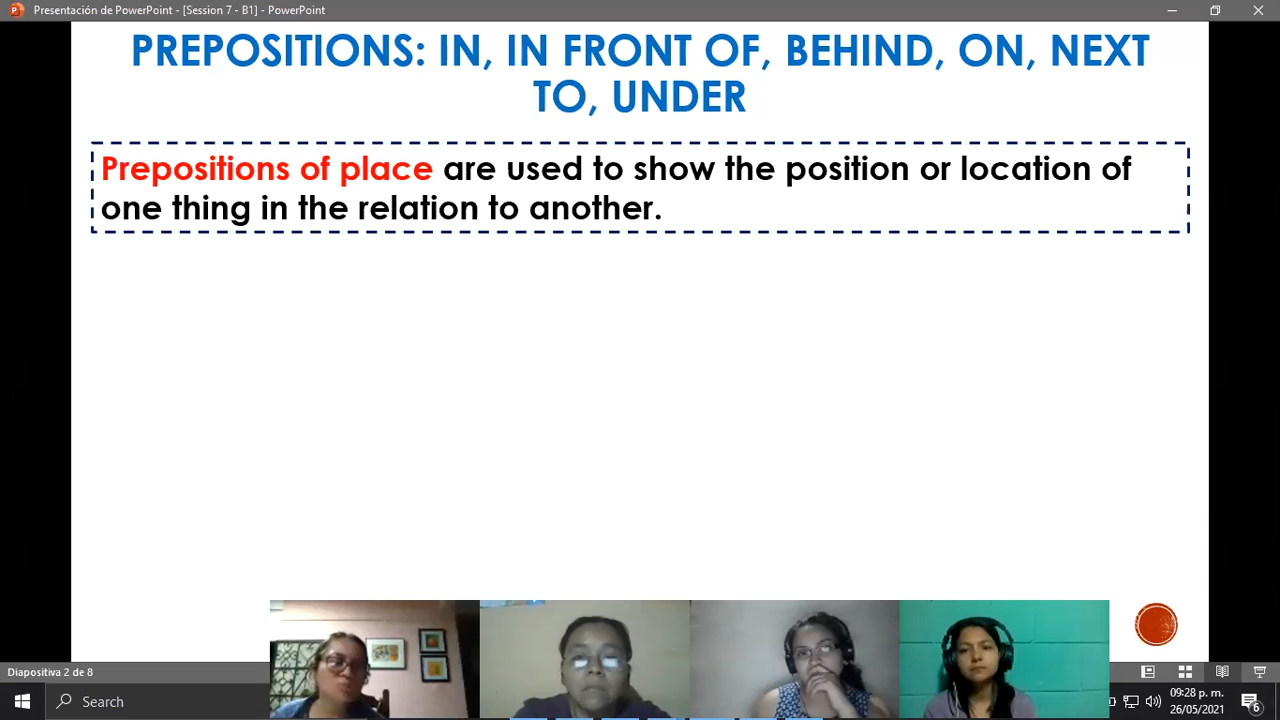 Presentación de PowerPoint - [Session 7 - B1] - PowerPoint
PREPOSITIONS: IN, IN FRONT OF, BEHIND, ON, NEXT
TO, UNDER
Prepositions of place are used to show the position or location of
one thing in the relation to another.
Diapositiva 2 de 8
Search
09:28 p. m.
26/05/2021
6